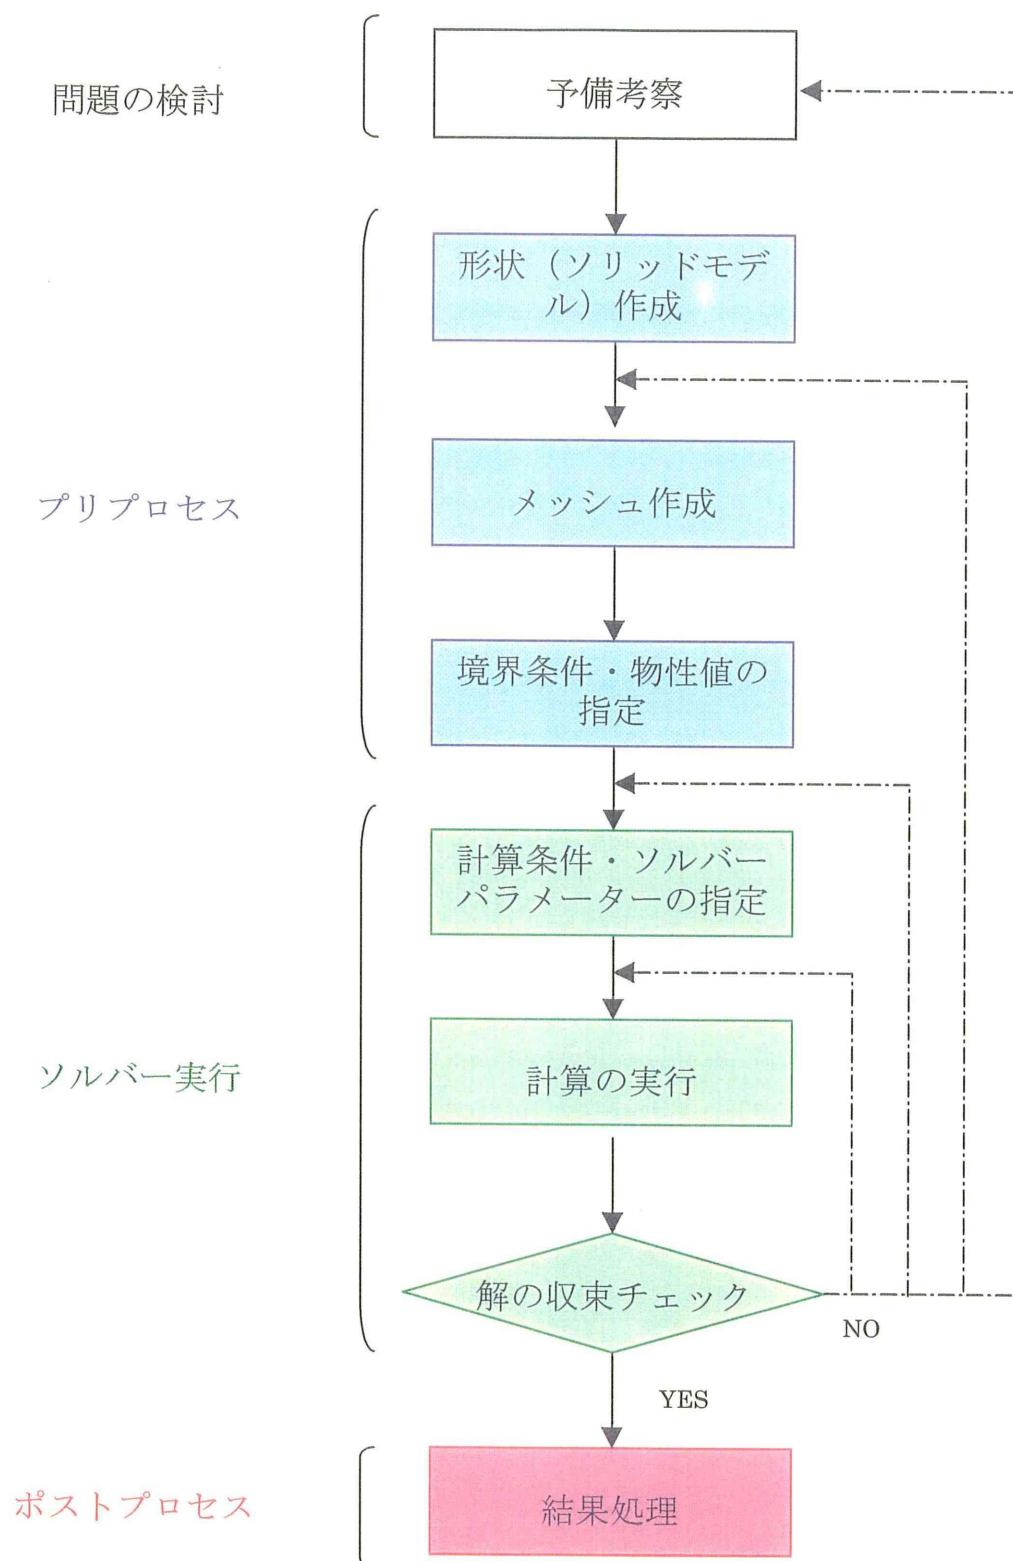 問題の検討
予備考察
形状（ソリッドモデ
ル）作成
プリプロセス
メッシュ作成
境界条件・物性値の
指定
計算条件・ソルバー
パラメーターの指定
ソルバー実行
計算の実行
解の収束チェック
NO
YES
ポストプロセス
結果処理